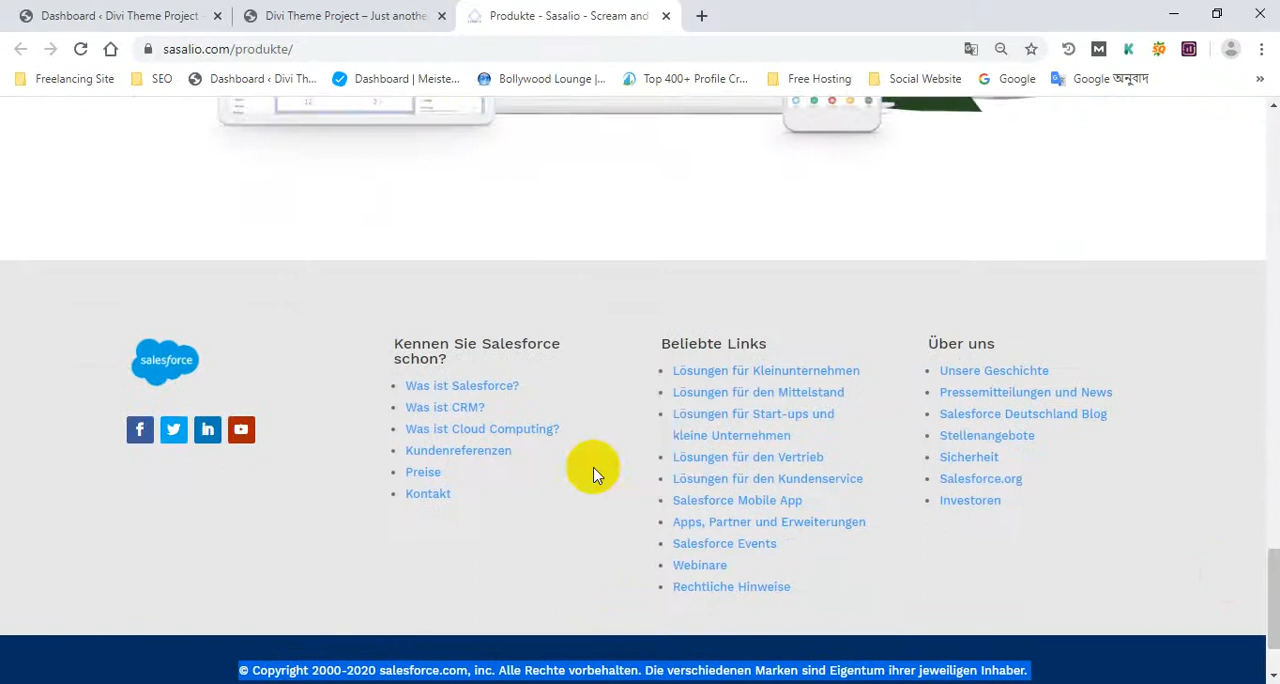 Dashboard ‹ Divi Theme Project -
Divi Theme Project – Just anothe
Produkte - Sasalio - Scream and
sasalio.com/produkte/
Freelancing Site
SEO
Dashboard ‹ Divi Th...
Dashboard | Meiste...
Bollywood Lounge |...
Top 400+ Profile Cr...
Free Hosting
Social Website
Google
Google অনুবাদ
»
salesforce
Kennen Sie Salesforce
schon?
Was ist Salesforce?
Was ist CRM?
Was ist Cloud Computing?
Kundenreferenzen
Preise
Kontakt
Beliebte Links
Lösungen für Kleinunternehmen
Lösungen für den Mittelstand
Lösungen für Start-ups und
kleine Unternehmen
Lösungen für den Vertrieb
Lösungen für den Kundenservice
Salesforce Mobile App
Apps, Partner und Erweiterungen
Salesforce Events
Webinare
Rechtliche Hinweise
Über uns
Unsere Geschichte
Pressemitteilungen und News
Salesforce Deutschland Blog
Stellenangebote
Sicherheit
Salesforce.org
Investoren
© Copyright 2000-2020 salesforce.com, inc. Alle Rechte vorbehalten. Die verschiedenen Marken sind Eigentum ihrer jeweiligen Inhaber.